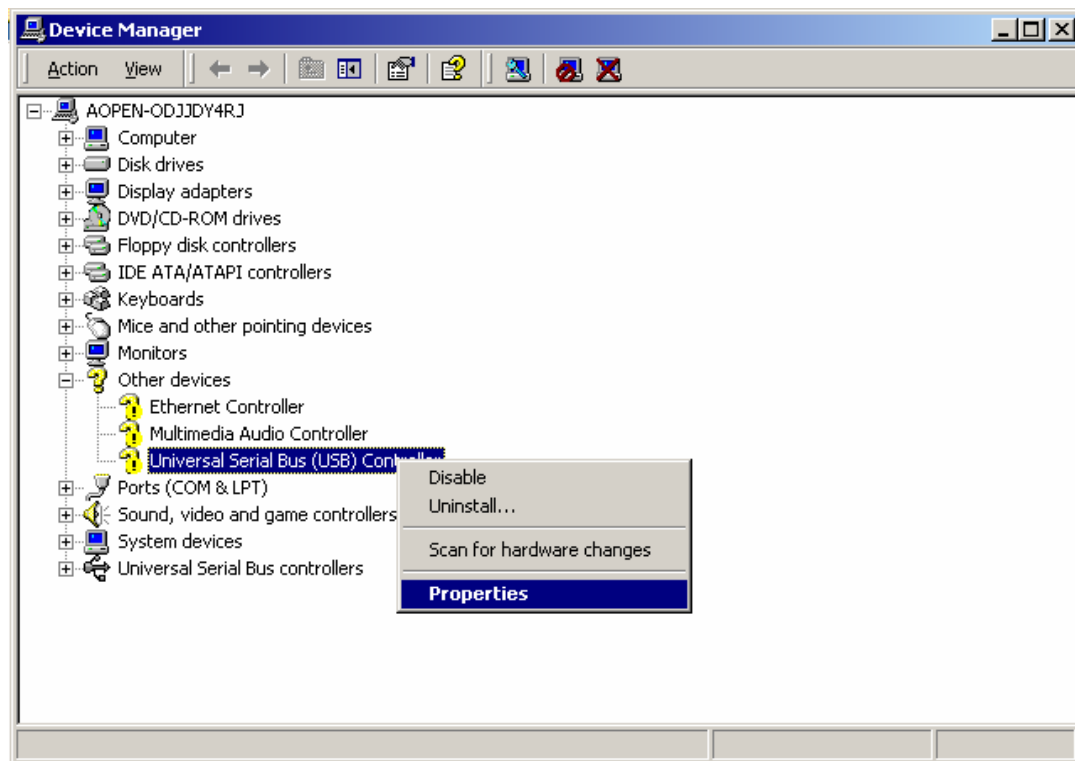 Device Manager
Action View
AOPEN-ODJJDY4RJ
Computer
Disk drives
Display adapters
DVD/CD-ROM drives
Floppy disk controllers
IDE ATA/ATAPI controllers
Keyboards
Mice and other pointing devices
Monitors
Other devices
Ethernet Controller
Multimedia Audio Controller
Universal Serial Bus (USB) Controller
Ports (COM & LPT)
Sound, video and game controllers
System devices
Universal Serial Bus controllers
Disable
Uninstall...
Scan for hardware changes
Properties